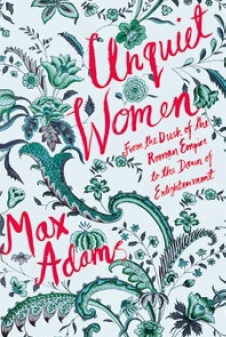 Unquiet
Women
From the Dusk of the
Roman Empire
to the Dawn of
Enlightenment
Max
Adams